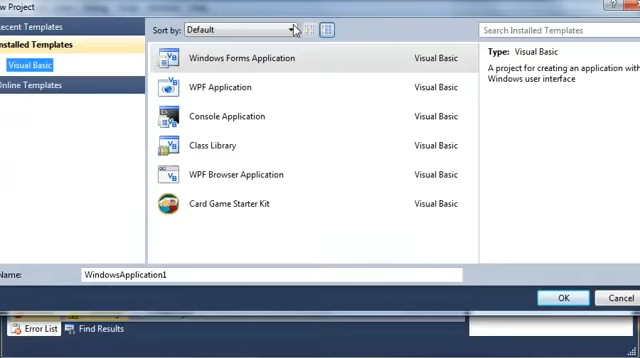 w Project
ecent Templates
nstalled Templates
Visual Basic
nline Templates
Sort by: Default
Search Installed Templates
Windows Forms Application Visual Basic
WPF Application Visual Basic
Console Application Visual Basic
Class Library Visual Basic
WPF Browser Application Visual Basic
Card Game Starter Kit Visual Basic
Type: Visual Basic
A project for creating an application with
Windows user interface
Name: WindowsApplication1
OK Cancel
Error List Find Results